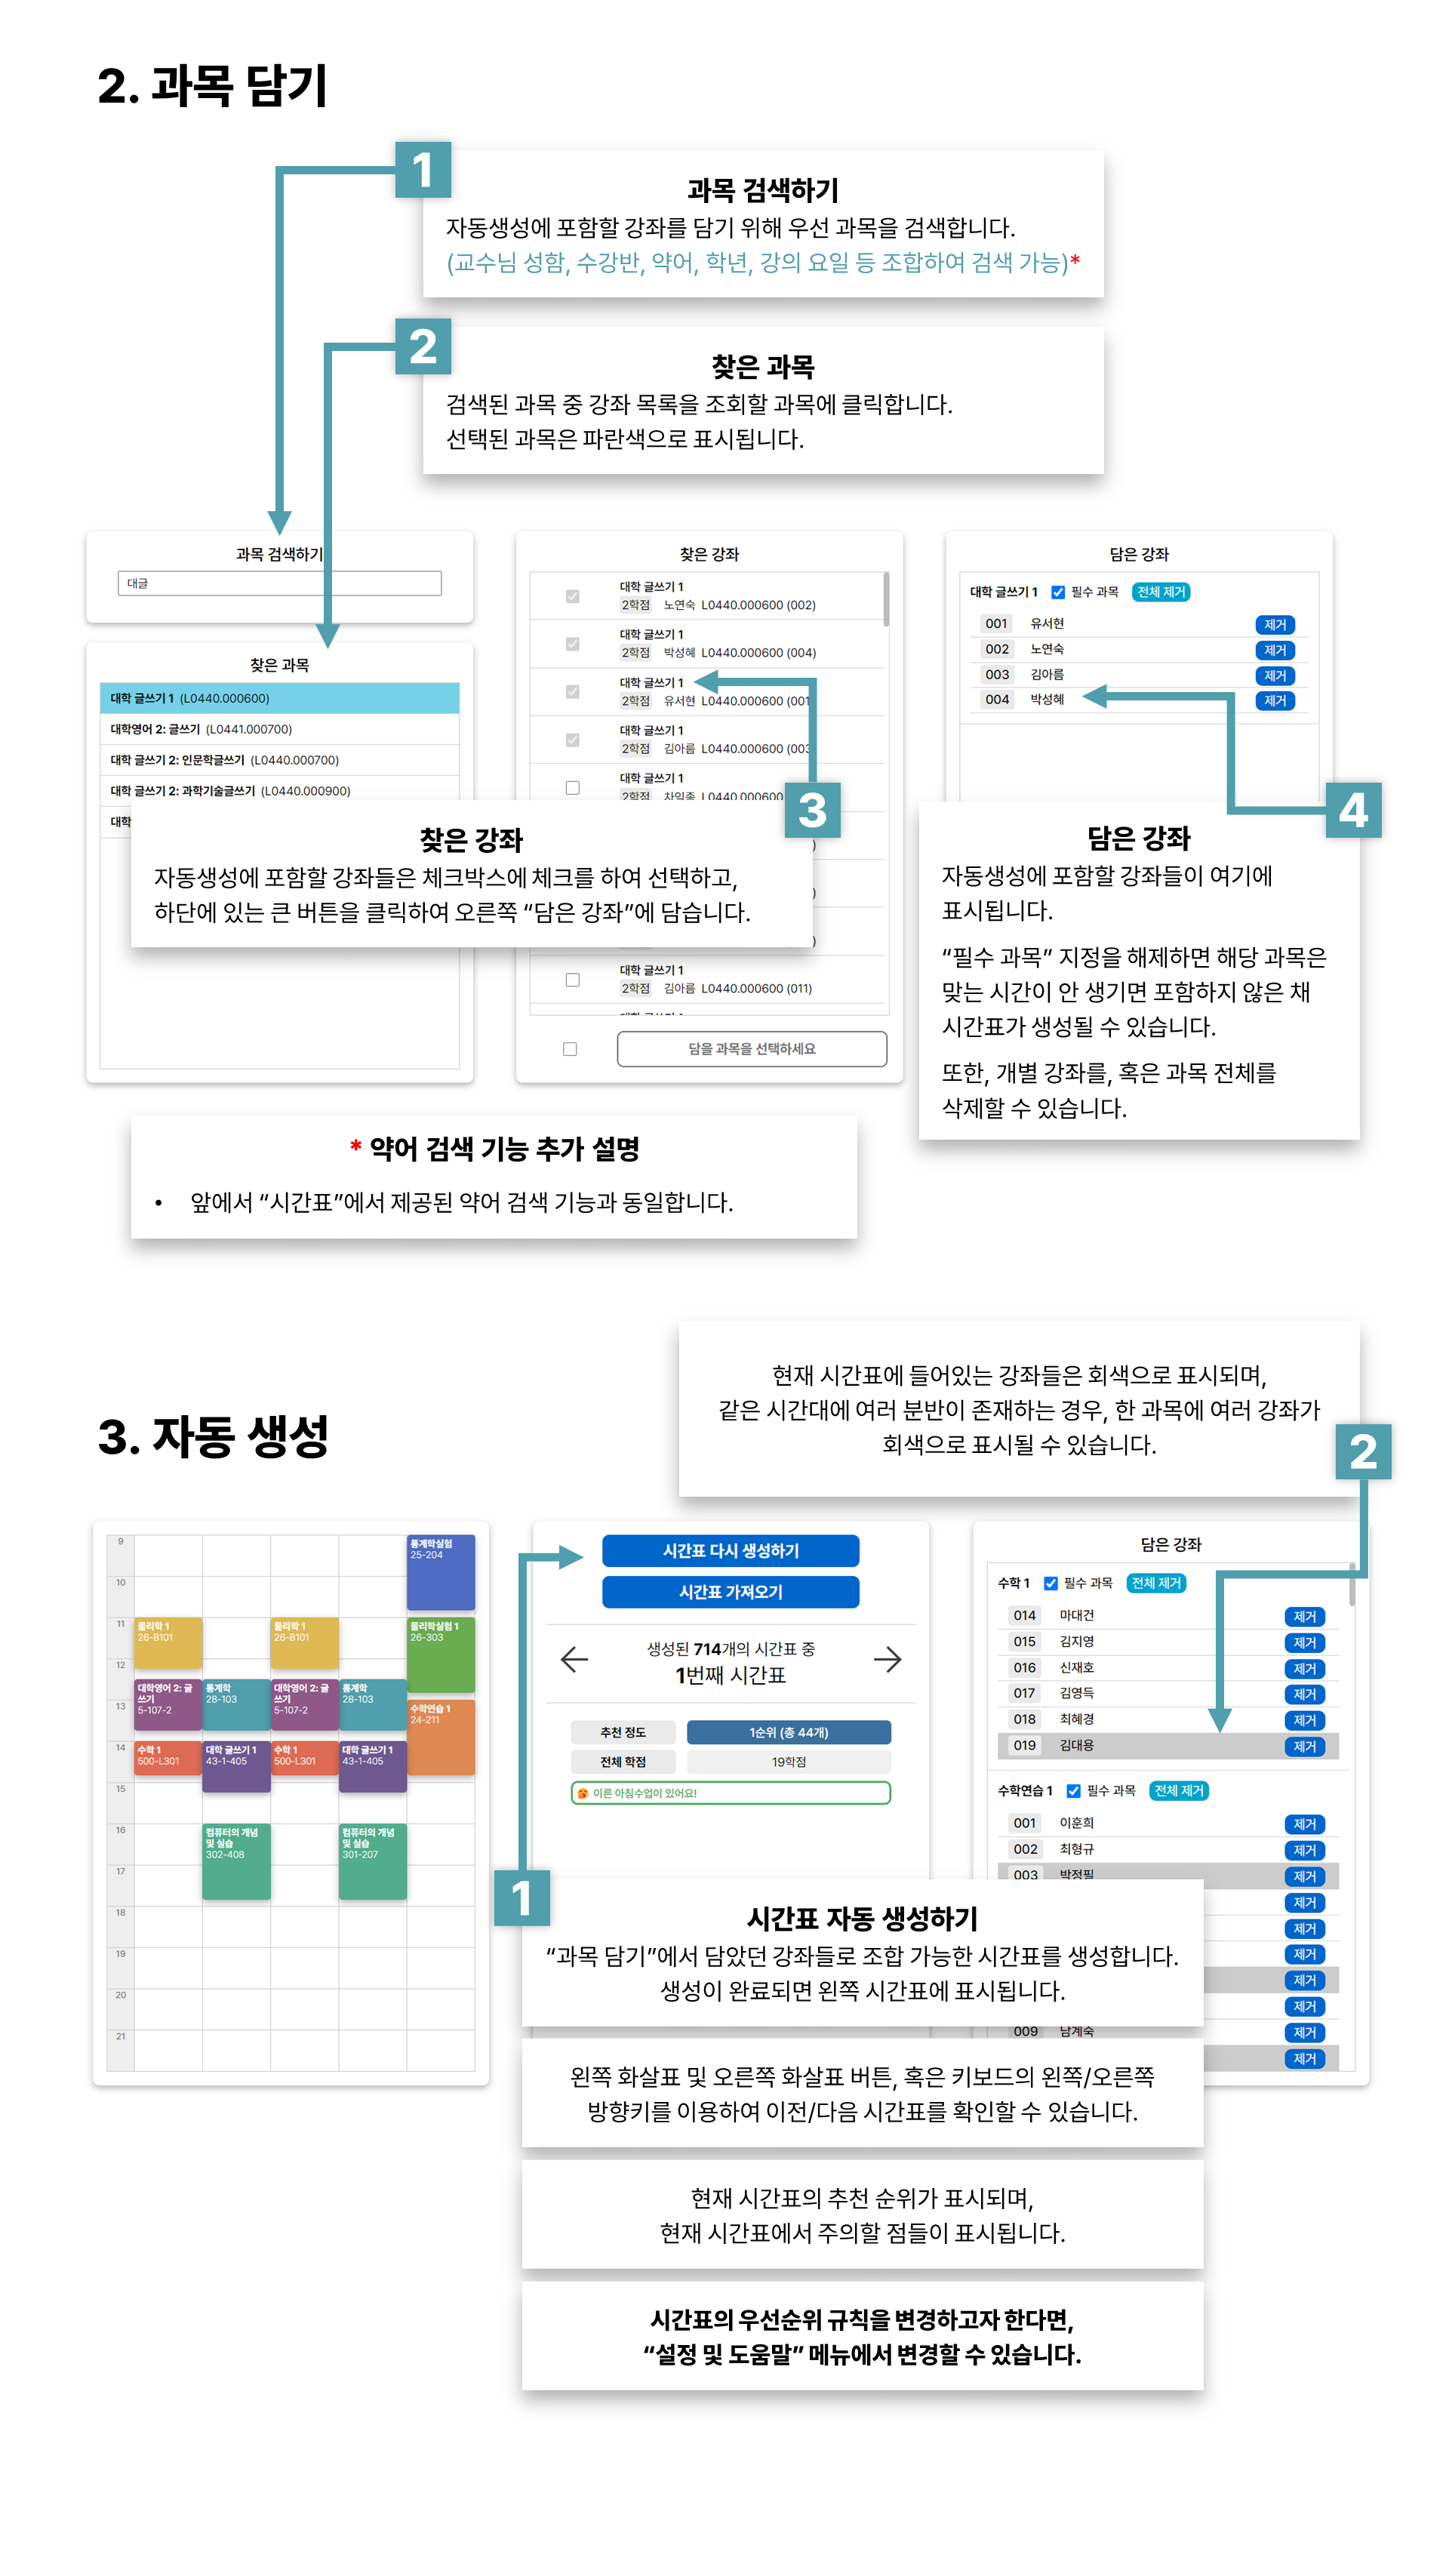 2. 과목 담기
1
과목 검색하기
자동생성에 포함할 강좌를 담기 위해 우선 과목을 검색합니다.
(교수님 성함, 수강반, 약어, 학년, 강의 요일 등 조합하여 검색 가능)*
2
찾은 과목
검색된 과목 중 강좌 목록을 조회할 과목에 클릭합니다.
선택된 과목은 파란색으로 표시됩니다.
과목 검색하기
대글
찾은 과목
대학 글쓰기 1 (L0440.000600)
대학영어 2: 글쓰기 (L0441.000700)
대학 글쓰기 2: 인문학글쓰기 (L0440.000700)
대학 글쓰기 2: 과학기술글쓰기 (L0440.000900)
대학
찾은 강좌
대학 글쓰기 1
2학점 노연숙 L0440.000600 (002)
대학 글쓰기 1
2학점 박성혜 L0440.000600 (004)
대학 글쓰기 1
2학점 유서현 L0440.000600 (001
대학 글쓰기 1
2학점 김아름 L0440.000600 (003
대학 글쓰기 1
2학점 차일종 L0440.000600
대학 글쓰기 1
2학점 김아름 L0440.000600 (011)
담을 과목을 선택하세요
담은 강좌
대학 글쓰기 1 필수 과목 전체 제거
001 유서현 제거
002 노연숙 제거
003 김아름 제거
004 박성혜 제거
3
찾은 강좌
자동생성에 포함할 강좌들은 체크박스에 체크를 하여 선택하고,
하단에 있는 큰 버튼을 클릭하여 오른쪽 “담은 강좌”에 담습니다.
4
담은 강좌
자동생성에 포함할 강좌들이 여기에
표시됩니다.
“필수 과목” 지정을 해제하면 해당 과목은
맞는 시간이 안 생기면 포함하지 않은 채
시간표가 생성될 수 있습니다.
또한, 개별 강좌를, 혹은 과목 전체를
삭제할 수 있습니다.
* 약어 검색 기능 추가 설명
• 앞에서 “시간표”에서 제공된 약어 검색 기능과 동일합니다.
3. 자동 생성
현재 시간표에 들어있는 강좌들은 회색으로 표시되며,
같은 시간대에 여러 분반이 존재하는 경우, 한 과목에 여러 강좌가
회색으로 표시될 수 있습니다.
2
9
통계학실험
25-204
10
11
물리학 1
26-B101
물리학 1
26-B101
물리학실험 1
26-303
12
대학영어 2: 글
쓰기
5-107-2
통계학
28-103
대학영어 2: 글
쓰기
5-107-2
통계학
28-103
13
수학연습 1
24-211
14
수학 1
500-L301
대학 글쓰기 1
43-1-405
수학 1
500-L301
대학 글쓰기 1
43-1-405
15
16
컴퓨터의 개념
및 실습
302-408
컴퓨터의 개념
및 실습
301-207
17
18
19
20
21
시간표 다시 생성하기
시간표 가져오기
생성된 714개의 시간표 중
1번째 시간표
추천 정도 1순위 (총 44개)
전체 학점 19학점
이른 아침수업이 있어요!
담은 강좌
수학 1 필수 과목 전체 제거
014 마대건 제거
015 김지영 제거
016 신재호 제거
017 김영득 제거
018 최혜경 제거
019 김대용 제거
수학연습 1 필수 과목 전체 제거
001 이훈희 제거
002 최형규 제거
003 박정필 제거
제거
제거
제거
제거
제거
009 남계숙 제거
제거
1
시간표 자동 생성하기
“과목 담기”에서 담았던 강좌들로 조합 가능한 시간표를 생성합니다.
생성이 완료되면 왼쪽 시간표에 표시됩니다.
왼쪽 화살표 및 오른쪽 화살표 버튼, 혹은 키보드의 왼쪽/오른쪽
방향키를 이용하여 이전/다음 시간표를 확인할 수 있습니다.
현재 시간표의 추천 순위가 표시되며,
현재 시간표에서 주의할 점들이 표시됩니다.
시간표의 우선순위 규칙을 변경하고자 한다면,
“설정 및 도움말” 메뉴에서 변경할 수 있습니다.